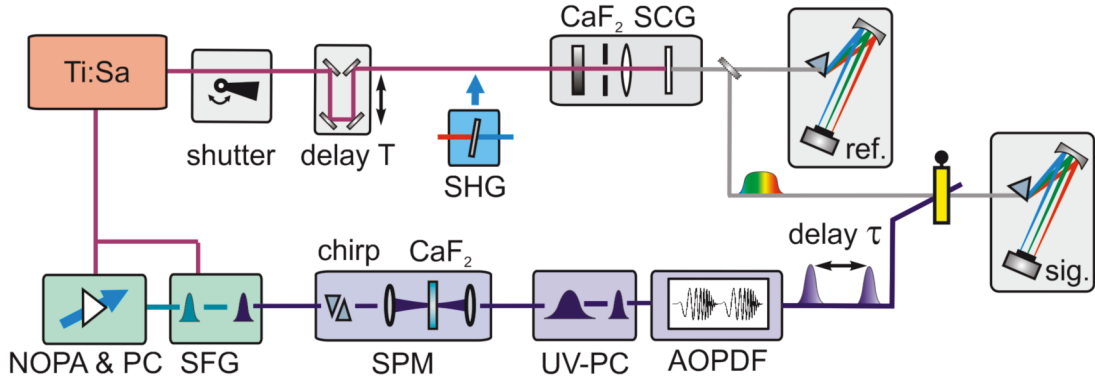 CaF₂ SCG
Ti:Sa
shutter
delay T
SHG
ref.
delay τ
sig.
chirp
CaF₂
NOPA & PC
SFG
SPM
UV-PC
AOPDF